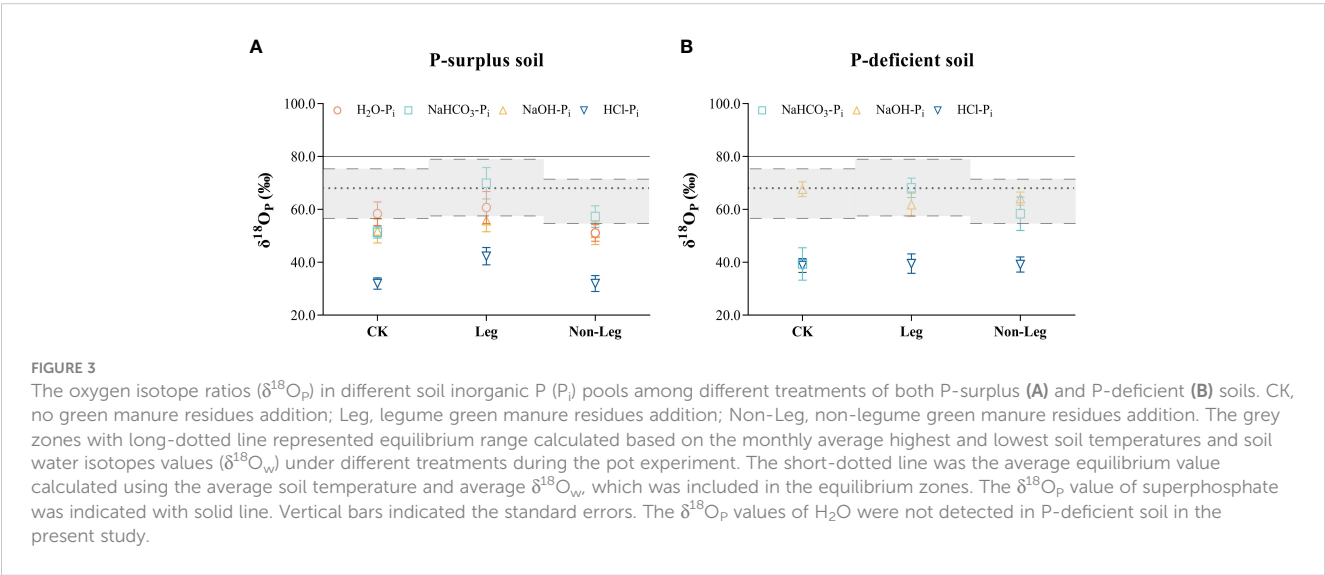 A
P-surplus soil
H₂O-Pᵢ NaHCO₃-Pᵢ NaOH-Pᵢ HCl-Pᵢ
100.0
80.0
60.0
40.0
20.0
δ¹⁸Oₚ (‰)
CK Leg Non-Leg
B
P-deficient soil
NaHCO₃-Pᵢ NaOH-Pᵢ HCl-Pᵢ
100.0
80.0
60.0
40.0
20.0
δ¹⁸Oₚ (‰)
CK Leg Non-Leg
FIGURE 3
The oxygen isotope ratios (δ¹⁸Oₚ) in different soil inorganic P (Pᵢ) pools among different treatments of both P-surplus (A) and P-deficient (B) soils. CK,
no green manure residues addition; Leg, legume green manure residues addition; Non-Leg, non-legume green manure residues addition. The grey
zones with long-dotted line represented equilibrium range calculated based on the monthly average highest and lowest soil temperatures and soil
water isotopes values (δ¹⁸O_w) under different treatments during the pot experiment. The short-dotted line was the average equilibrium value
calculated using the average soil temperature and average δ¹⁸O_w, which was included in the equilibrium zones. The δ¹⁸Oₚ value of superphosphate
was indicated with solid line. Vertical bars indicated the standard errors. The δ¹⁸Oₚ values of H₂O were not detected in P-deficient soil in the
present study.